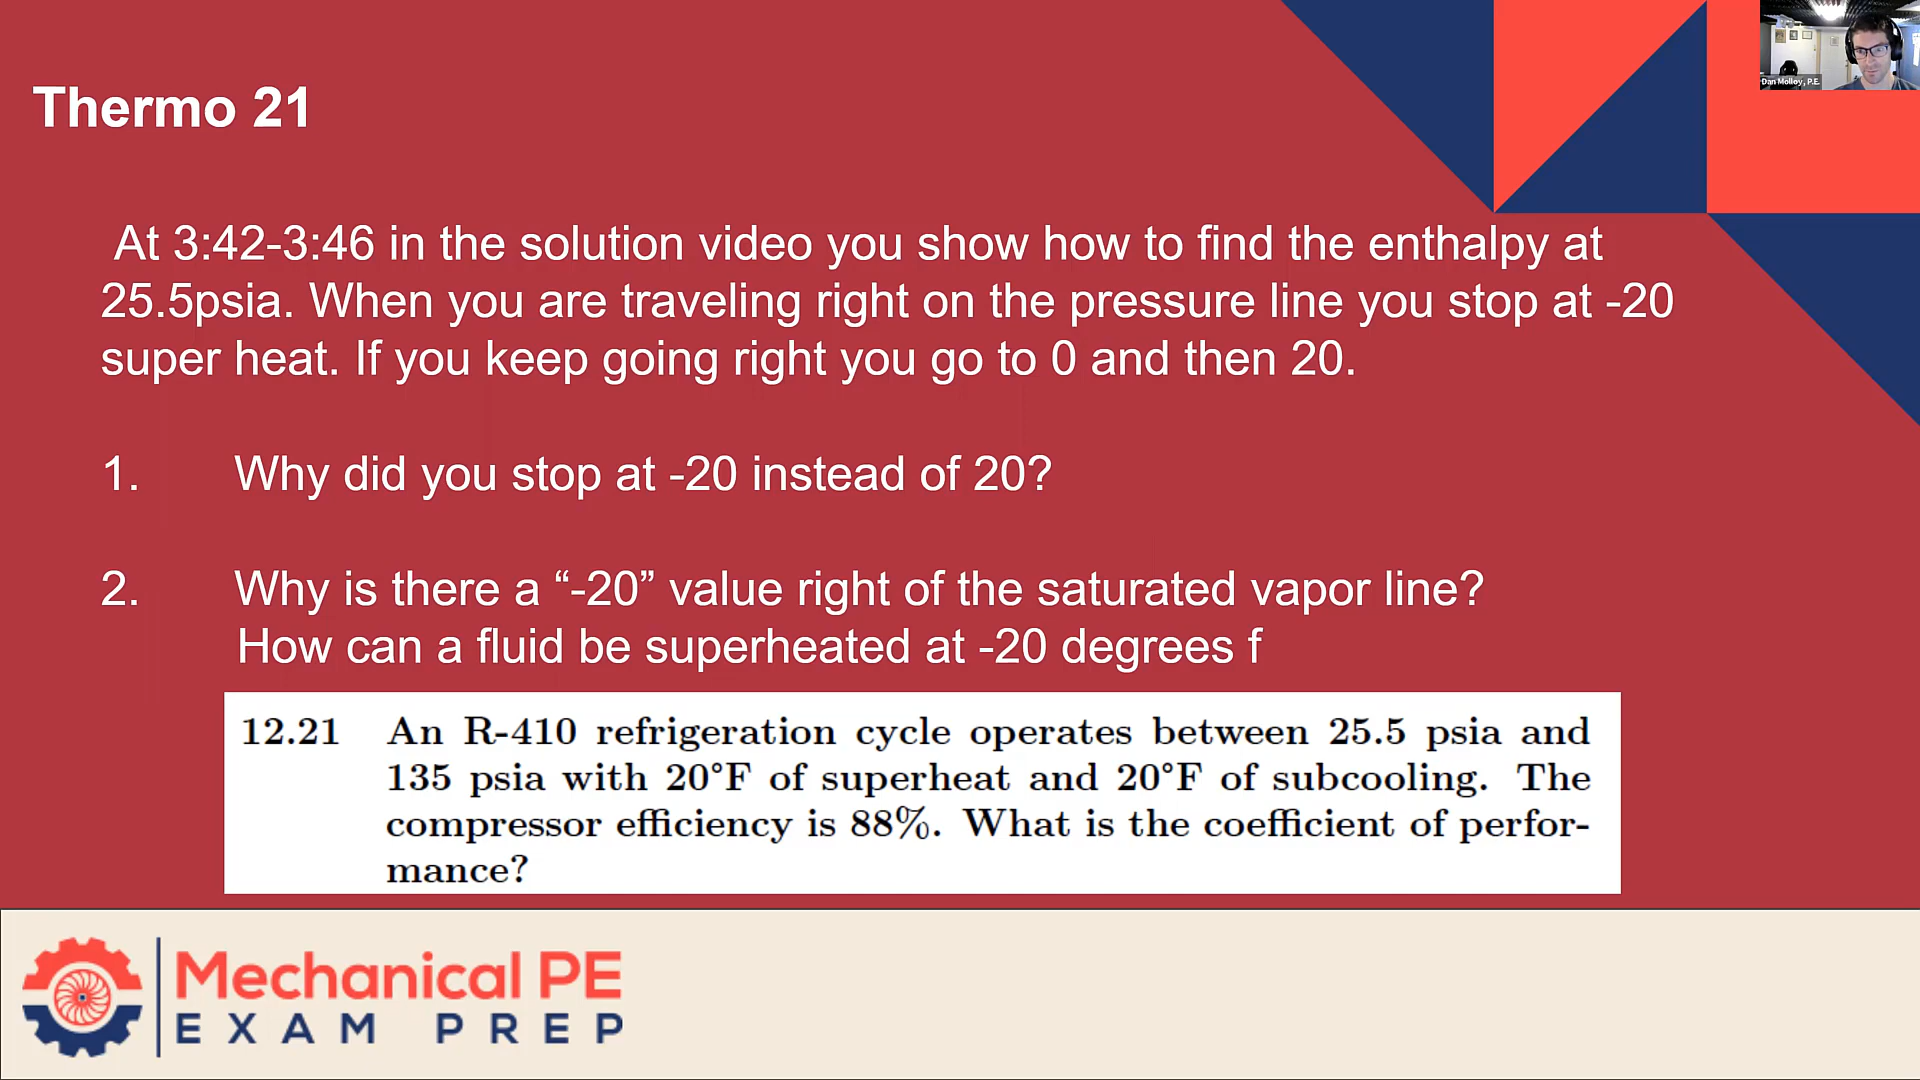 Dan Molloy, P.E.
Thermo 21
At 3:42-3:46 in the solution video you show how to find the enthalpy at
25.5psia. When you are traveling right on the pressure line you stop at -20
super heat. If you keep going right you go to 0 and then 20.
1. Why did you stop at -20 instead of 20?
2. Why is there a “-20” value right of the saturated vapor line?
How can a fluid be superheated at -20 degrees f
12.21 An R-410 refrigeration cycle operates between 25.5 psia and
135 psia with 20°F of superheat and 20°F of subcooling. The
compressor efficiency is 88%. What is the coefficient of perfor-
mance?
Mechanical PE
EXAM PREP